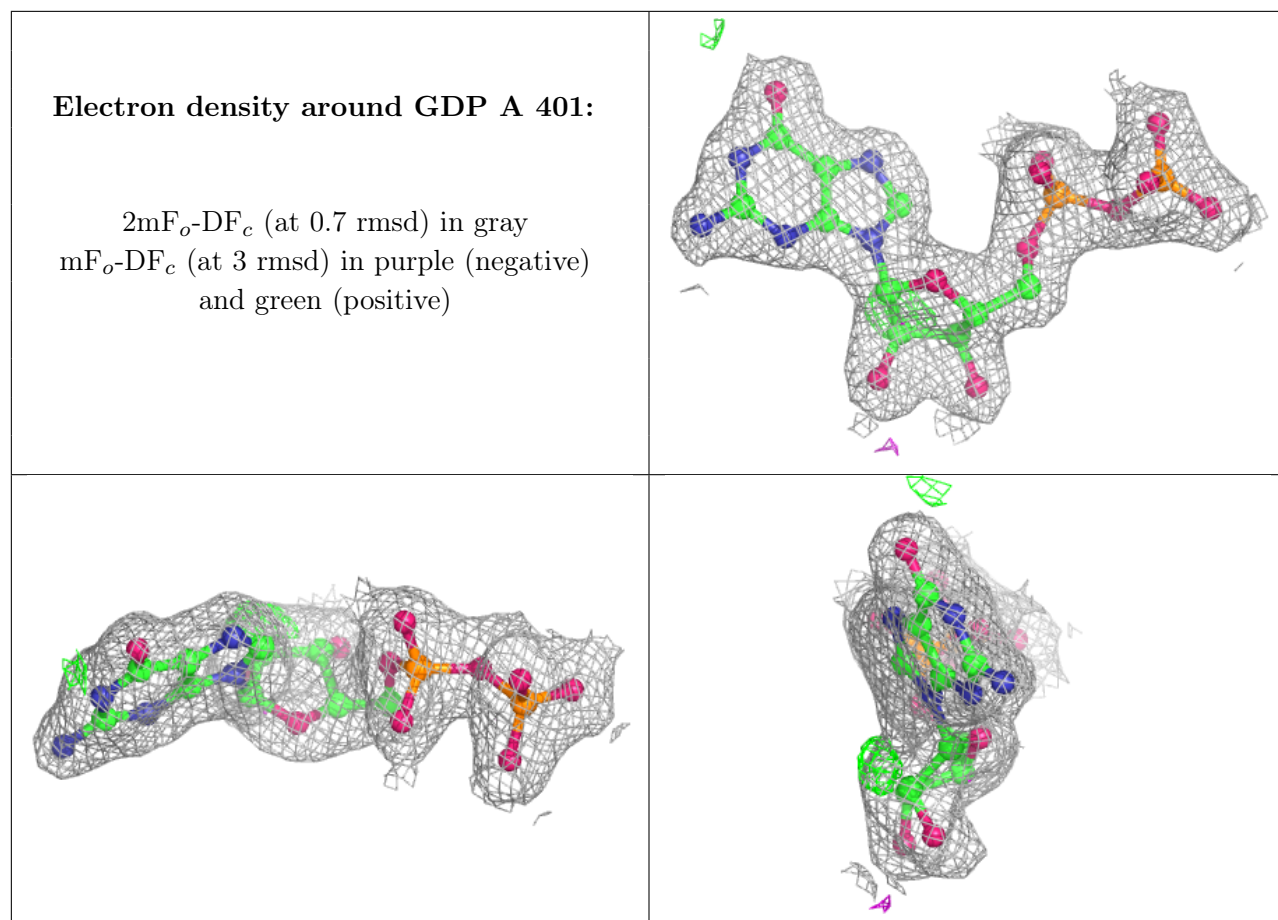 Electron density around GDP A 401:
2mFₒ-DF𝑐 (at 0.7 rmsd) in gray
mFₒ-DF𝑐 (at 3 rmsd) in purple (negative)
and green (positive)